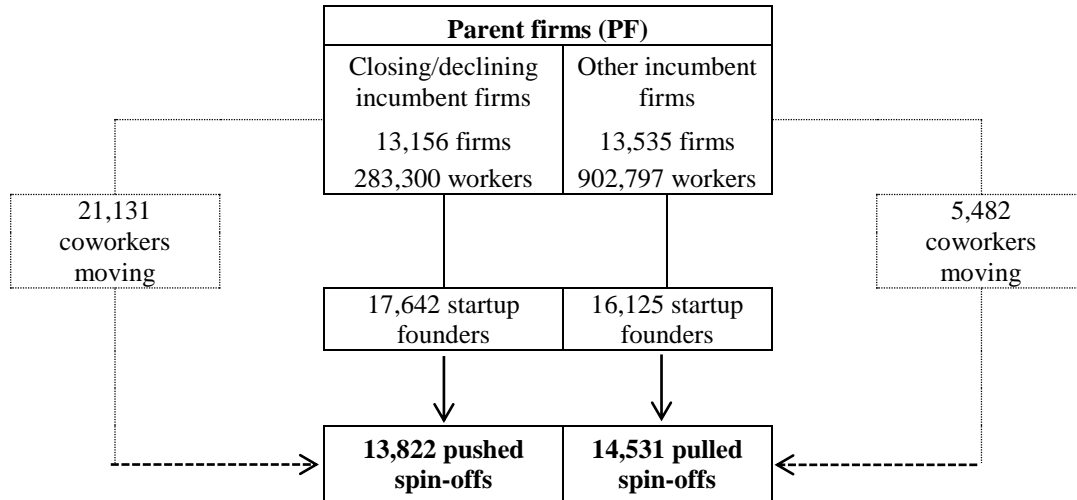 Parent firms (PF)
Closing/declining
incumbent firms
13,156 firms
283,300 workers
Other incumbent
firms
13,535 firms
902,797 workers
21,131
coworkers
moving
5,482
coworkers
moving
17,642 startup
founders
16,125 startup
founders
13,822 pushed
spin-offs
14,531 pulled
spin-offs